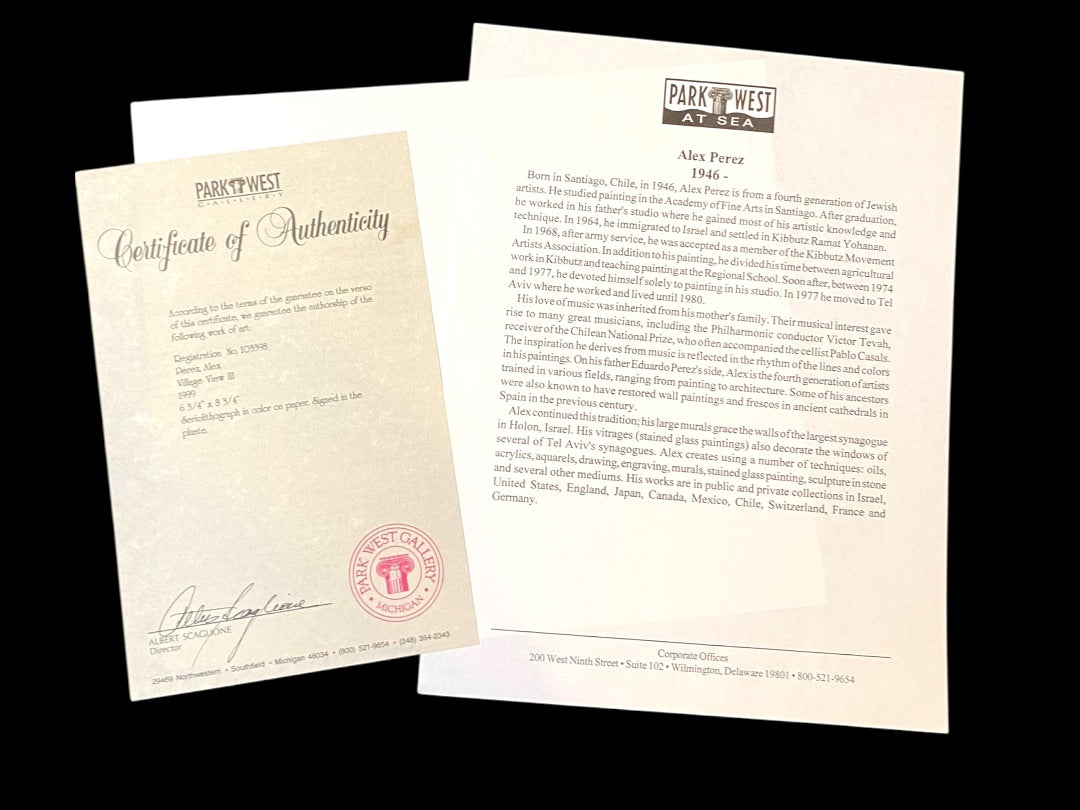 PARK WEST
G·A·L·L·E·R·Y
Certificate of Authenticity
According to the terms of the guarantee on the verso
of this certificate, we guarantee the authorship of the
following work of art:
Registration No. 103398
Perez, Alex
Village View III
1999
6 3/4" x 8 3/4"
Seriolithograph in color on paper, signed in the
plate.
PARK WEST GALLERY
• MICHIGAN •
ALBERT SCAGLIONE
Director
29469 Northwestern • Southfield • Michigan 48034 • (800) 521-9654 • (248) 354-2343
PARK WEST
AT SEA
Alex Perez
1946 -
Born in Santiago, Chile, in 1946, Alex Perez is from a fourth generation of Jewish
artists. He studied painting in the Academy of Fine Arts in Santiago. After graduation,
he worked in his father's studio where he gained most of his artistic knowledge and
technique. In 1964, he immigrated to Israel and settled in Kibbutz Ramat Yohanan.
In 1968, after army service, he was accepted as a member of the Kibbutz Movement
Artists Association. In addition to his painting, he divided his time between agricultural
work in Kibbutz and teaching painting at the Regional School. Soon after, between 1974
and 1977, he devoted himself solely to painting in his studio. In 1977 he moved to Tel
Aviv where he worked and lived until 1980.
His love of music was inherited from his mother's family. Their musical interest gave
rise to many great musicians, including the Philharmonic conductor Victor Tevah,
receiver of the Chilean National Prize, who often accompanied the cellist Pablo Casals.
The inspiration he derives from music is reflected in the rhythm of the lines and colors
in his paintings. On his father Eduardo Perez's side, Alex is the fourth generation of artists
trained in various fields, ranging from painting to architecture. Some of his ancestors
were also known to have restored wall paintings and frescos in ancient cathedrals in
Spain in the previous century.
Alex continued this tradition; his large murals grace the walls of the largest synagogue
in Holon, Israel. His vitrages (stained glass paintings) also decorate the windows of
several of Tel Aviv's synagogues. Alex creates using a number of techniques: oils,
acrylics, aquarels, drawing, engraving, murals, stained glass painting, sculpture in stone
and several other mediums. His works are in public and private collections in Israel,
United States, England, Japan, Canada, Mexico, Chile, Switzerland, France and
Germany.
Corporate Offices
200 West Ninth Street • Suite 102 • Wilmington, Delaware 19801 • 800-521-9654